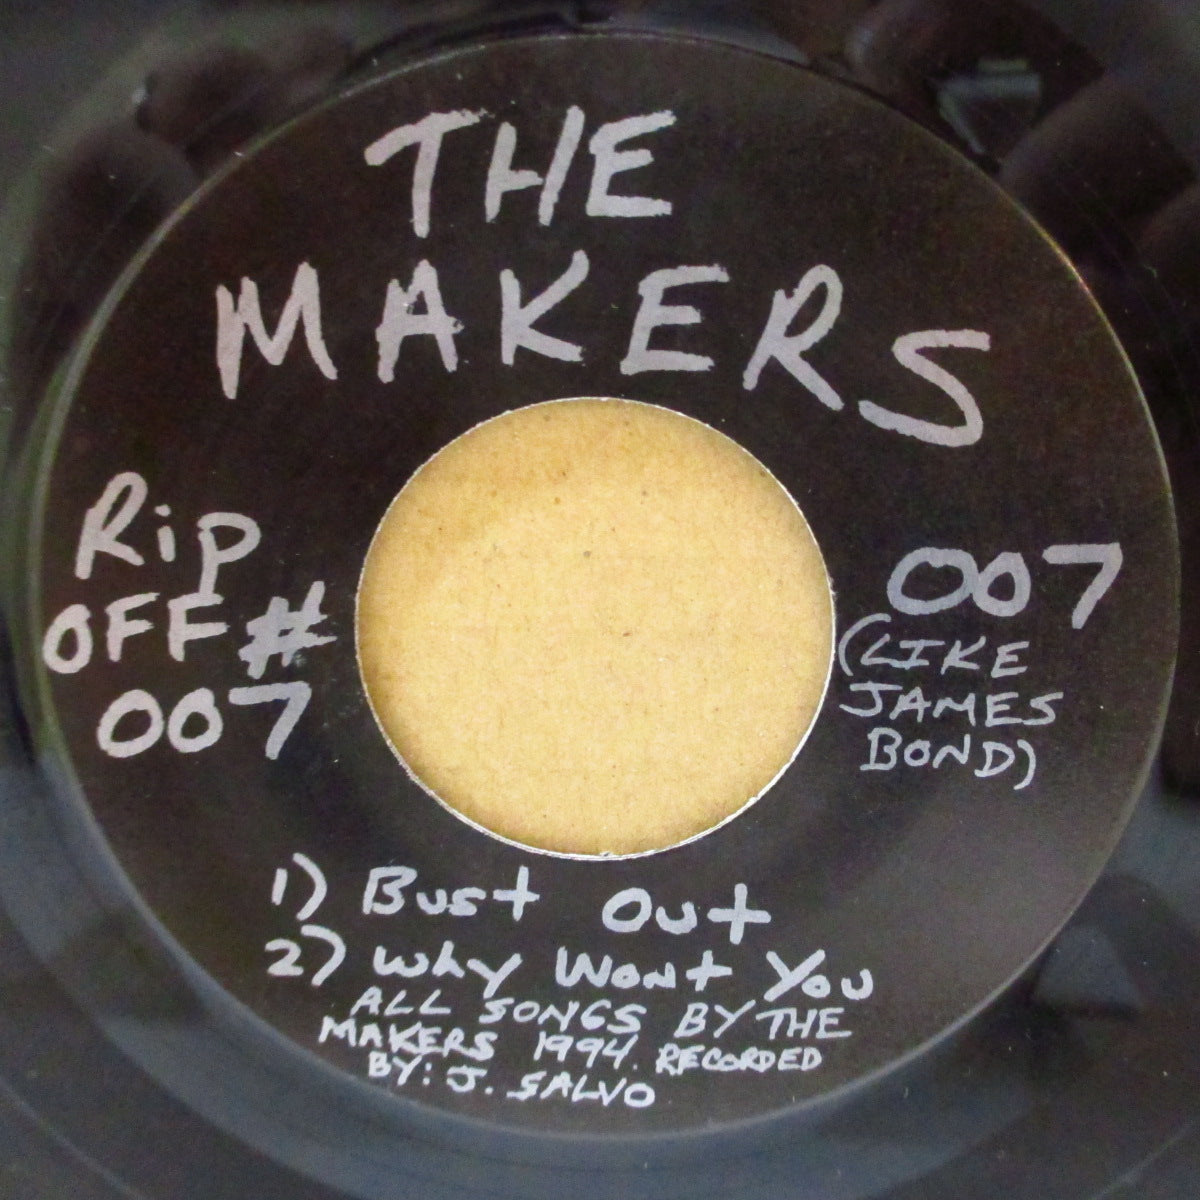 THE
MAKERS
Rip
OFF #
007
007
(LIKE
JAMES
BOND)
1) Bust Out
2) Why Wont You
ALL SONGS BY THE
MAKERS 1994. RECORDED
BY: J. SALVO